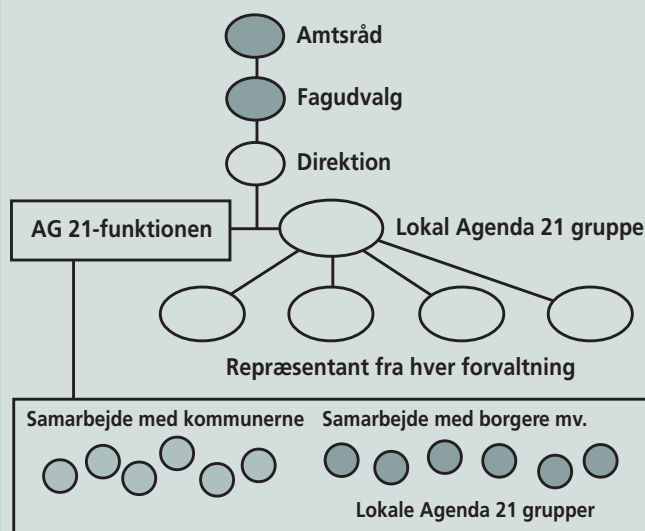 Amtsråd
Fagudvalg
Direktion
AG 21-funktionen
Lokal Agenda 21 gruppe
Repræsentant fra hver forvaltning
Samarbejde med kommunerne
Samarbejde med borgere mv.
Lokale Agenda 21 grupper